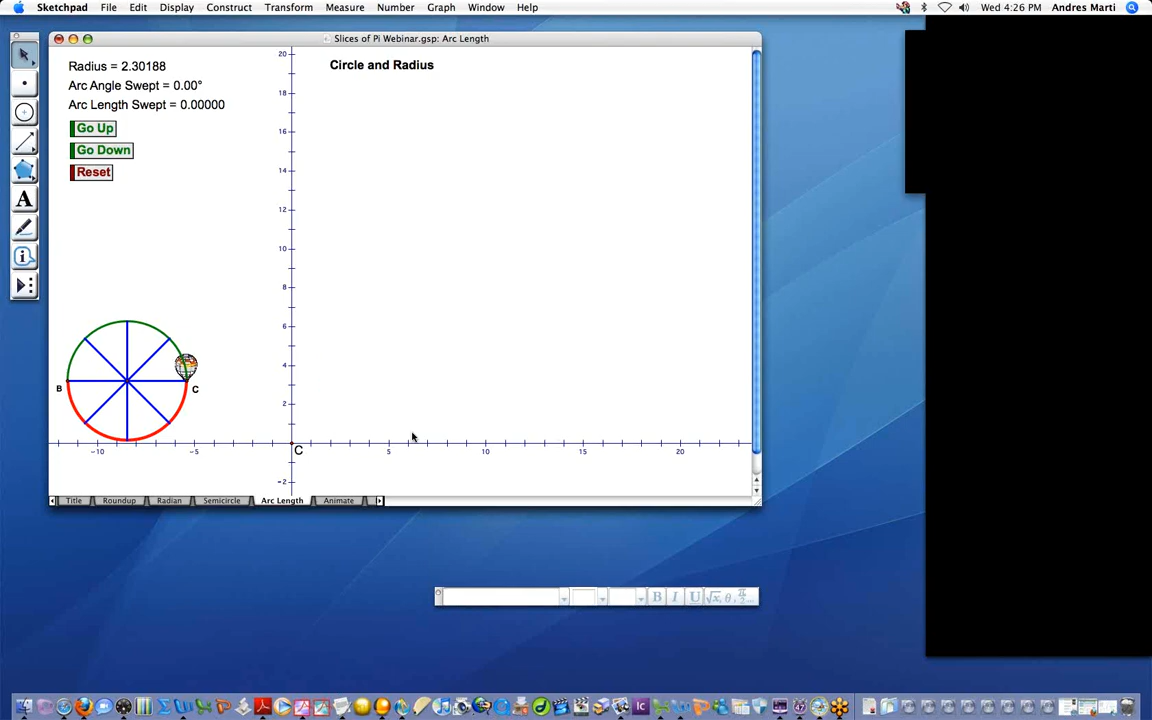 Sketchpad File Edit Display Construct Transform Measure Number Graph Window Help Wed 4:26 PM Andres Marti
Slices of Pi Webinar.gsp: Arc Length
Radius = 2.30188
Arc Angle Swept = 0.00°
Arc Length Swept = 0.00000
Go Up
Go Down
Reset
Circle and Radius
20
18
16
14
12
10
8
6
4
2
-2
-10 -5 5 10 15 20
B
C
C
A
i
Title Roundup Radian Semicircle Arc Length Animate
B I U √x, θ, π/2...
IC